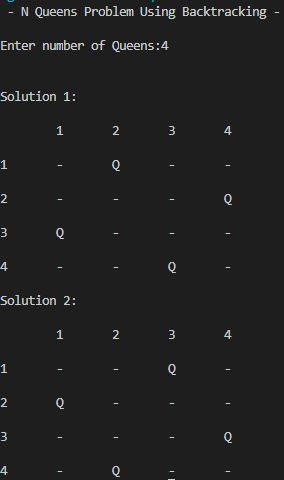 - N Queens Problem Using Backtracking -
Enter number of Queens:4
Solution 1:
1 2 3 4
1 - Q - -
2 - - - Q
3 Q - - -
4 - - Q -
Solution 2:
1 2 3 4
1 - - Q -
2 Q - - -
3 - - - Q
4 - Q - -